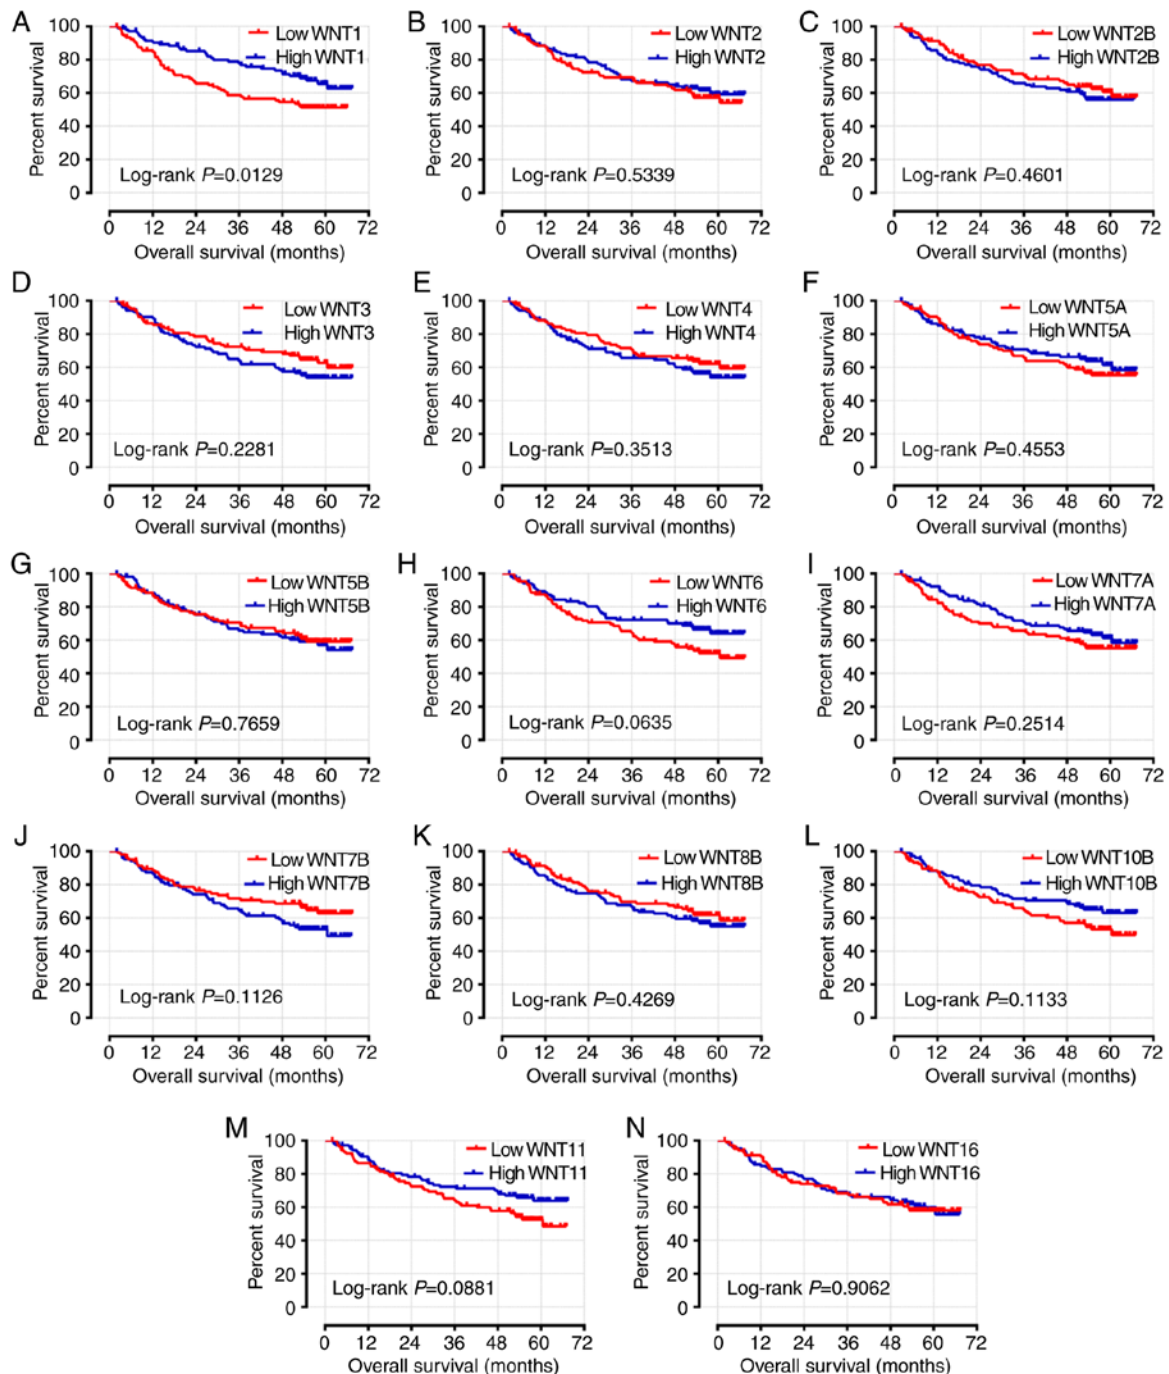 A
B
C
Percent survival
100
80
60
40
20
0
Low WNT1
High WNT1
Log-rank P=0.0129
0 12 24 36 48 60 72
Overall survival (months)
Percent survival
100
80
60
40
20
0
Low WNT2
High WNT2
Log-rank P=0.5339
0 12 24 36 48 60 72
Overall survival (months)
Percent survival
100
80
60
40
20
0
Low WNT2B
High WNT2B
Log-rank P=0.4601
0 12 24 36 48 60 72
Overall survival (months)
D
E
F
Percent survival
100
80
60
40
20
0
Low WNT3
High WNT3
Log-rank P=0.2281
0 12 24 36 48 60 72
Overall survival (months)
Percent survival
100
80
60
40
20
0
Low WNT4
High WNT4
Log-rank P=0.3513
0 12 24 36 48 60 72
Overall survival (months)
Percent survival
100
80
60
40
20
0
Low WNT5A
High WNT5A
Log-rank P=0.4553
0 12 24 36 48 60 72
Overall survival (months)
G
H
I
Percent survival
100
80
60
40
20
0
Low WNT5B
High WNT5B
Log-rank P=0.7659
0 12 24 36 48 60 72
Overall survival (months)
Percent survival
100
80
60
40
20
0
Low WNT6
High WNT6
Log-rank P=0.0635
0 12 24 36 48 60 72
Overall survival (months)
Percent survival
100
80
60
40
20
0
Low WNT7A
High WNT7A
Log-rank P=0.2514
0 12 24 36 48 60 72
Overall survival (months)
J
K
L
Percent survival
100
80
60
40
20
0
Low WNT7B
High WNT7B
Log-rank P=0.1126
0 12 24 36 48 60 72
Overall survival (months)
Percent survival
100
80
60
40
20
0
Low WNT8B
High WNT8B
Log-rank P=0.4269
0 12 24 36 48 60 72
Overall survival (months)
Percent survival
100
80
60
40
20
0
Low WNT10B
High WNT10B
Log-rank P=0.1133
0 12 24 36 48 60 72
Overall survival (months)
M
N
Percent survival
100
80
60
40
20
0
Low WNT11
High WNT11
Log-rank P=0.0881
0 12 24 36 48 60 72
Overall survival (months)
Percent survival
100
80
60
40
20
0
Low WNT16
High WNT16
Log-rank P=0.9062
0 12 24 36 48 60 72
Overall survival (months)